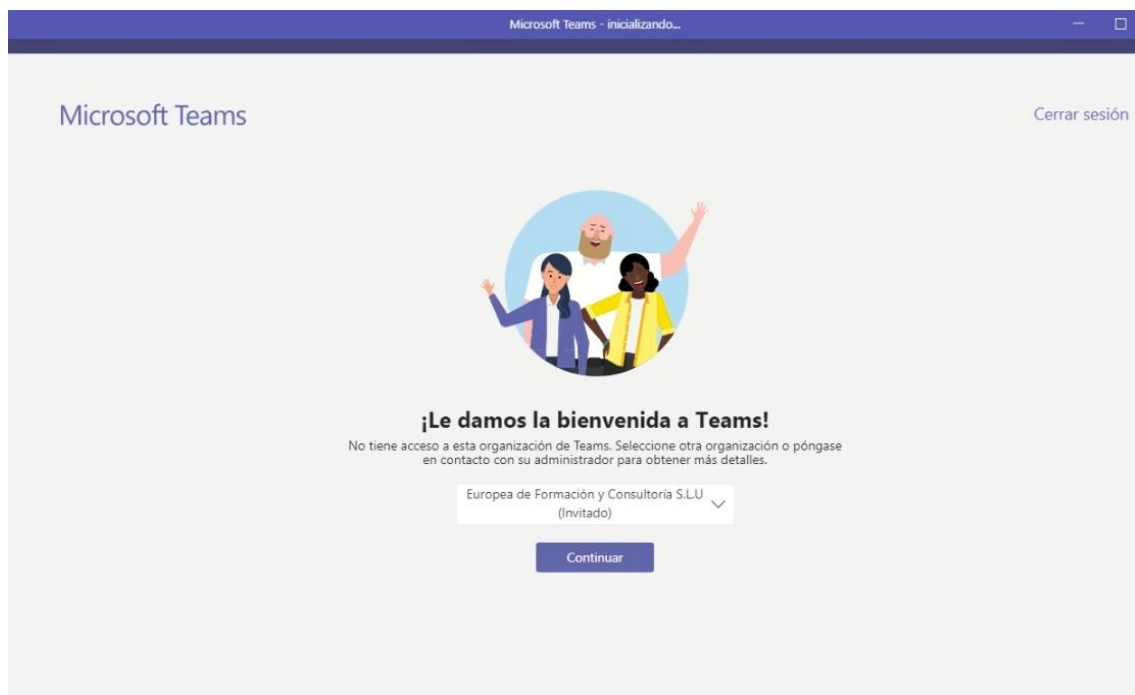 Microsoft Teams - inicializando...
Microsoft Teams
Cerrar sesión
¡Le damos la bienvenida a Teams!
No tiene acceso a esta organización de Teams. Seleccione otra organización o póngase
en contacto con su administrador para obtener más detalles.
Europea de Formación y Consultoría S.L.U
(Invitado)
Continuar